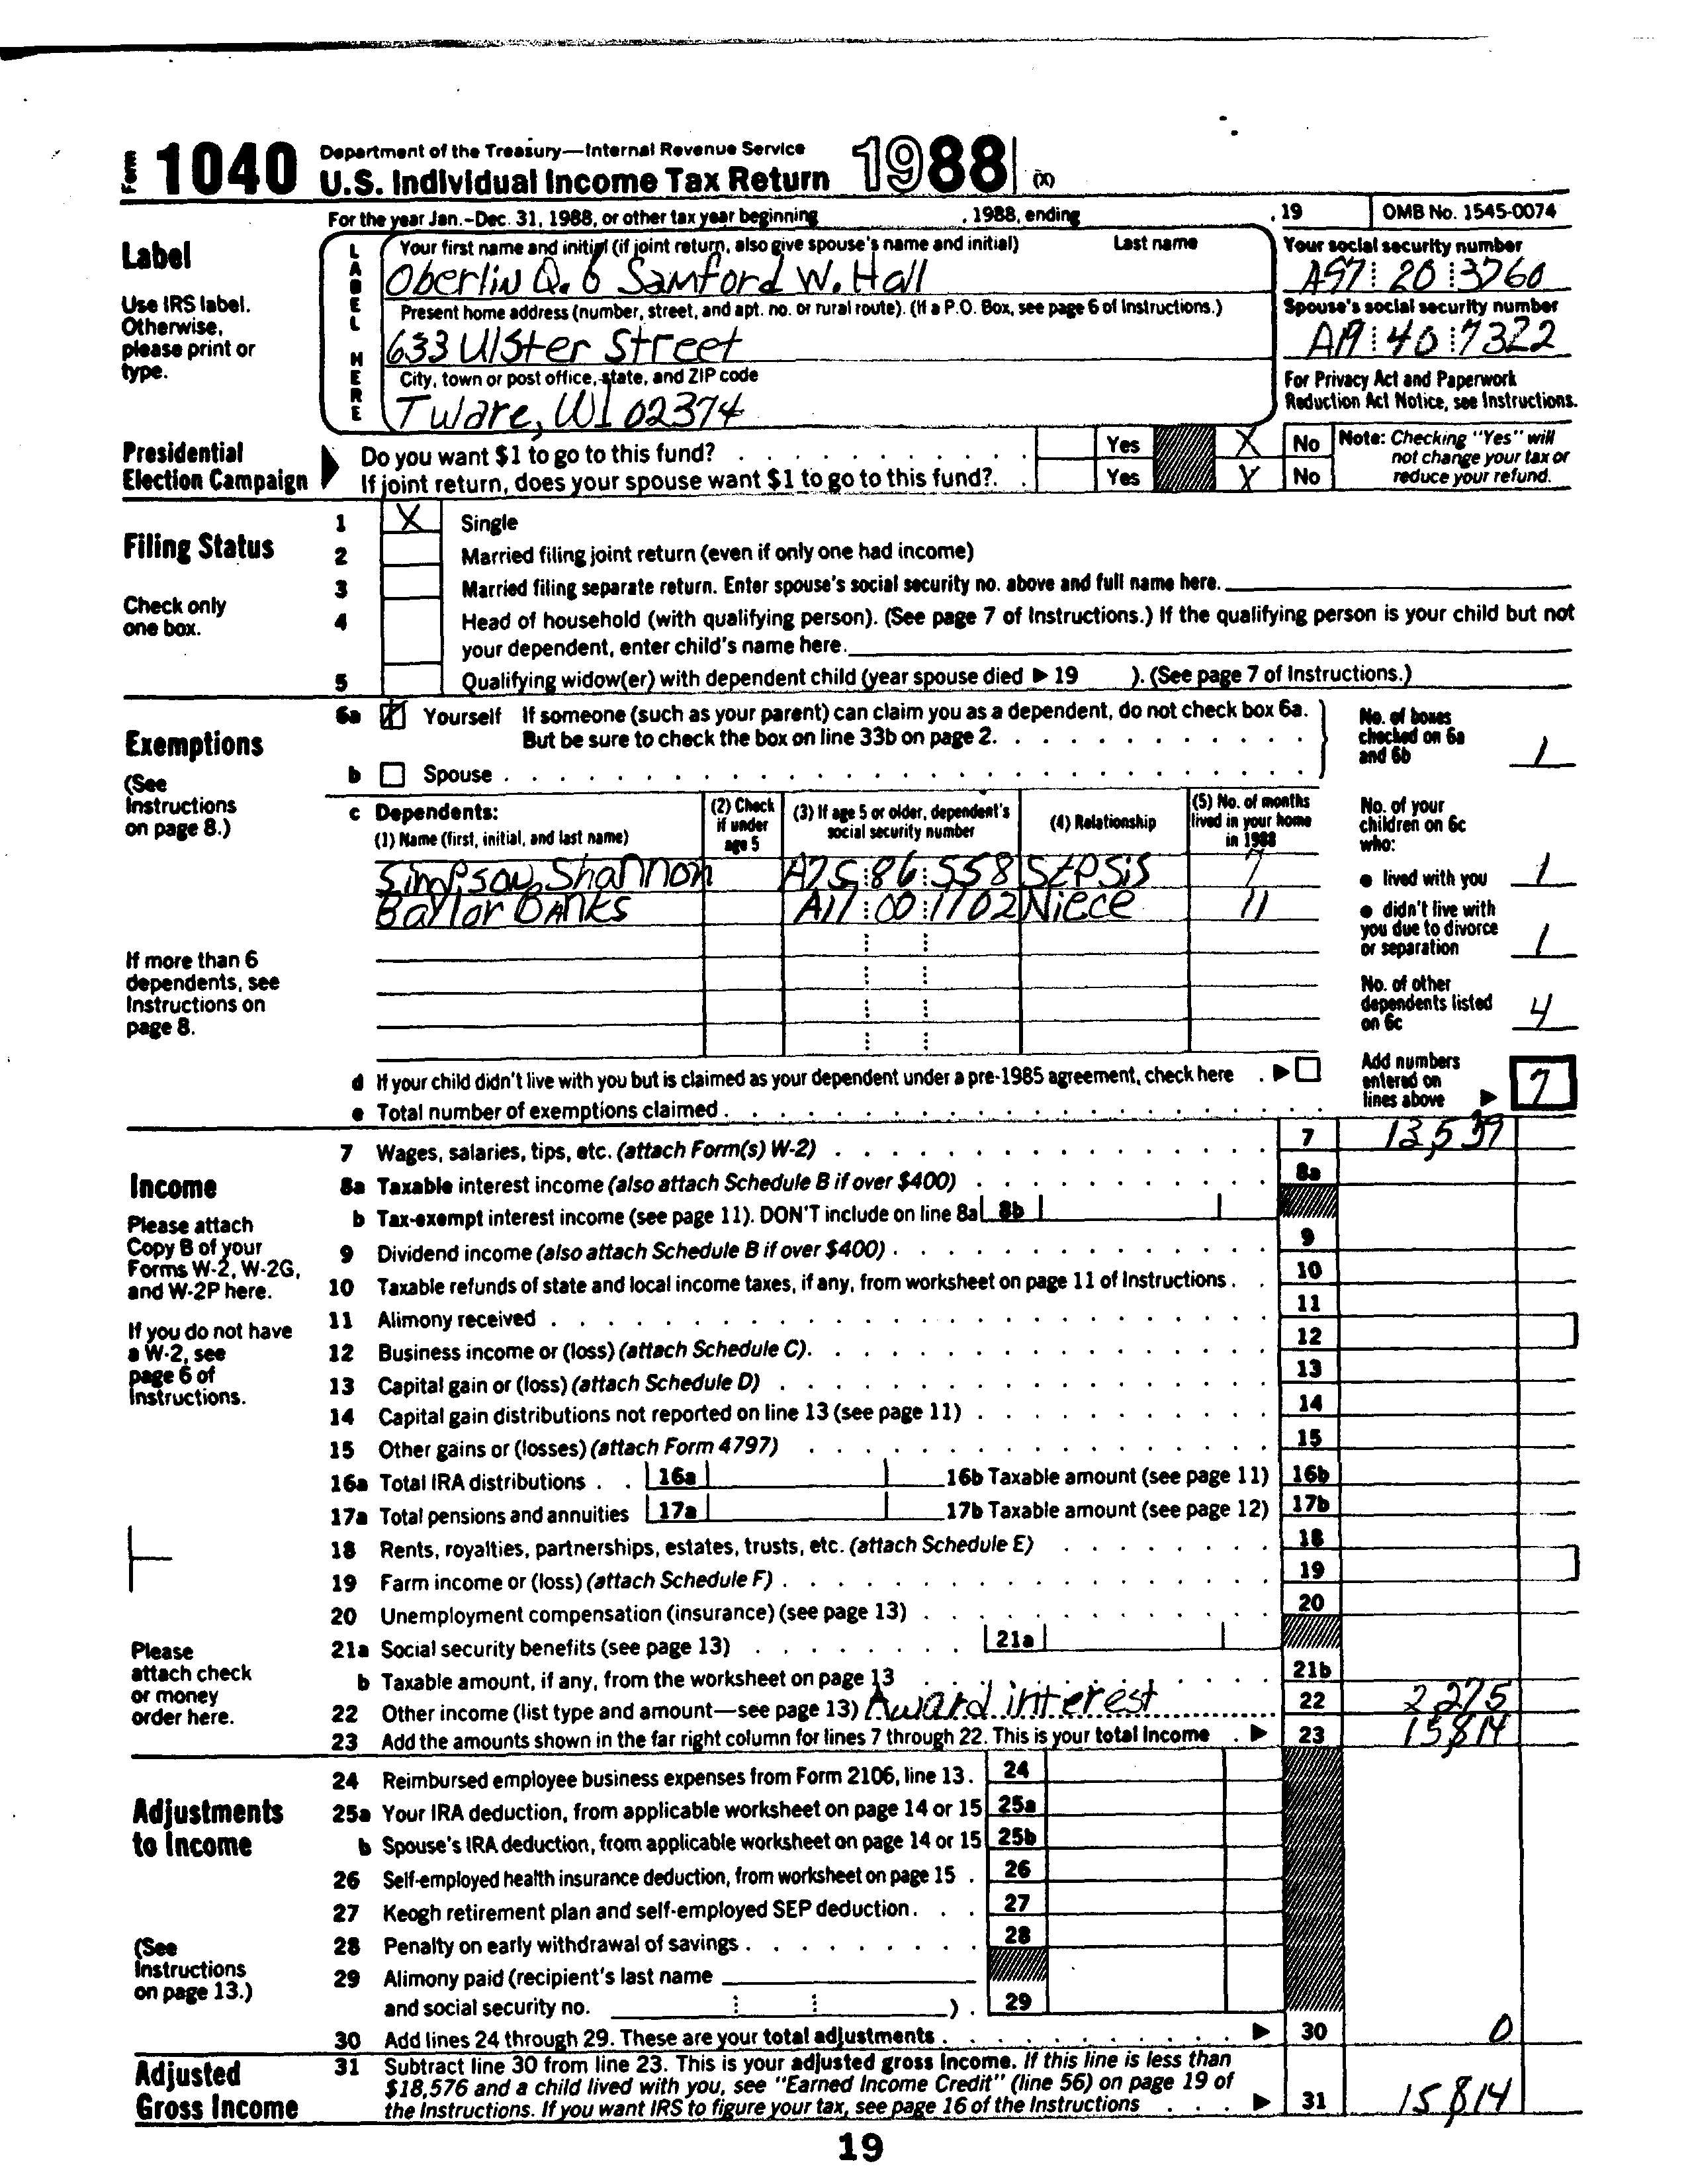 Form 1040 Department of the Treasury—Internal Revenue Service
U.S. Individual Income Tax Return 1988 (X)
For the year Jan.-Dec. 31, 1988, or other tax year beginning , 1988, ending , 19 OMB No. 1545-0074
Label
Use IRS label. Otherwise, please print or type.
LABEL HERE
Your first name and initial (if joint return, also give spouse's name and initial) Last name
Oberlin Q. & Samford W. Hall
Your social security number
A97 20 3760
Present home address (number, street, and apt. no. or rural route). (If a P.O. Box, see page 6 of Instructions.)
633 Ulster Street
Spouse's social security number
40 7322
City, town or post office, state, and ZIP code
Tware, WI 02374
For Privacy Act and Paperwork Reduction Act Notice, see Instructions.
Presidential Election Campaign
Do you want $1 to go to this fund? Yes X No
If joint return, does your spouse want $1 to go to this fund? Yes X No
Note: Checking "Yes" will not change your tax or reduce your refund.
Filing Status
Check only one box.
1 X Single
2 Married filing joint return (even if only one had income)
3 Married filing separate return. Enter spouse's social security no. above and full name here.
4 Head of household (with qualifying person). (See page 7 of Instructions.) If the qualifying person is your child but not
your dependent, enter child's name here.
5 Qualifying widow(er) with dependent child (year spouse died ▶ 19 ). (See page 7 of Instructions.)
Exemptions
(See Instructions on page 8.)
6a X Yourself If someone (such as your parent) can claim you as a dependent, do not check box 6a.
But be sure to check the box on line 33b on page 2.
b Spouse
No. of boxes checked on 6a and 6b 1
c Dependents:
(1) Name (first, initial, and last name)
(2) Check if under age 5
(3) If age 5 or older, dependent's social security number
(4) Relationship
(5) No. of months lived in your home in 1988
Simpson, Shannon A75 86 558 Stpsis 7
Baylor Banks A17 00 1702 Niece 11
If more than 6 dependents, see Instructions on page 8.
No. of your children on 6c who:
● lived with you 1
● didn't live with you due to divorce or separation 1
No. of other dependents listed on 6c 4
Add numbers entered on lines above ▶ 7
d If your child didn't live with you but is claimed as your dependent under a pre-1985 agreement, check here . ▶
e Total number of exemptions claimed
Income
Please attach Copy B of your Forms W-2, W-2G, and W-2P here.
If you do not have a W-2, see page 6 of Instructions.
7 Wages, salaries, tips, etc. (attach Form(s) W-2) 7 13,539
8a Taxable interest income (also attach Schedule B if over $400) 8a
b Tax-exempt interest income (see page 11). DON'T include on line 8a 8b
9 Dividend income (also attach Schedule B if over $400) 9
10 Taxable refunds of state and local income taxes, if any, from worksheet on page 11 of Instructions 10
11 Alimony received 11
12 Business income or (loss) (attach Schedule C) 12
13 Capital gain or (loss) (attach Schedule D) 13
14 Capital gain distributions not reported on line 13 (see page 11) 14
15 Other gains or (losses) (attach Form 4797) 15
16a Total IRA distributions 16a 16b Taxable amount (see page 11) 16b
17a Total pensions and annuities 17a 17b Taxable amount (see page 12) 17b
18 Rents, royalties, partnerships, estates, trusts, etc. (attach Schedule E) 18
19 Farm income or (loss) (attach Schedule F) 19
20 Unemployment compensation (insurance) (see page 13) 20
21a Social security benefits (see page 13) 21a
b Taxable amount, if any, from the worksheet on page 13 21b
Please attach check or money order here.
22 Other income (list type and amount—see page 13) Award interest 22 2275
23 Add the amounts shown in the far right column for lines 7 through 22. This is your total income ▶ 23 15,814
Adjustments to Income
(See Instructions on page 13.)
24 Reimbursed employee business expenses from Form 2106, line 13. 24
25a Your IRA deduction, from applicable worksheet on page 14 or 15 25a
b Spouse's IRA deduction, from applicable worksheet on page 14 or 15 25b
26 Self-employed health insurance deduction, from worksheet on page 15 26
27 Keogh retirement plan and self-employed SEP deduction 27
28 Penalty on early withdrawal of savings 28
29 Alimony paid (recipient's last name
and social security no. ) 29
30 Add lines 24 through 29. These are your total adjustments ▶ 30 0
Adjusted Gross Income
31 Subtract line 30 from line 23. This is your adjusted gross income. If this line is less than
$18,576 and a child lived with you, see "Earned Income Credit" (line 56) on page 19 of
the Instructions. If you want IRS to figure your tax, see page 16 of the Instructions ▶ 31 15,814
19